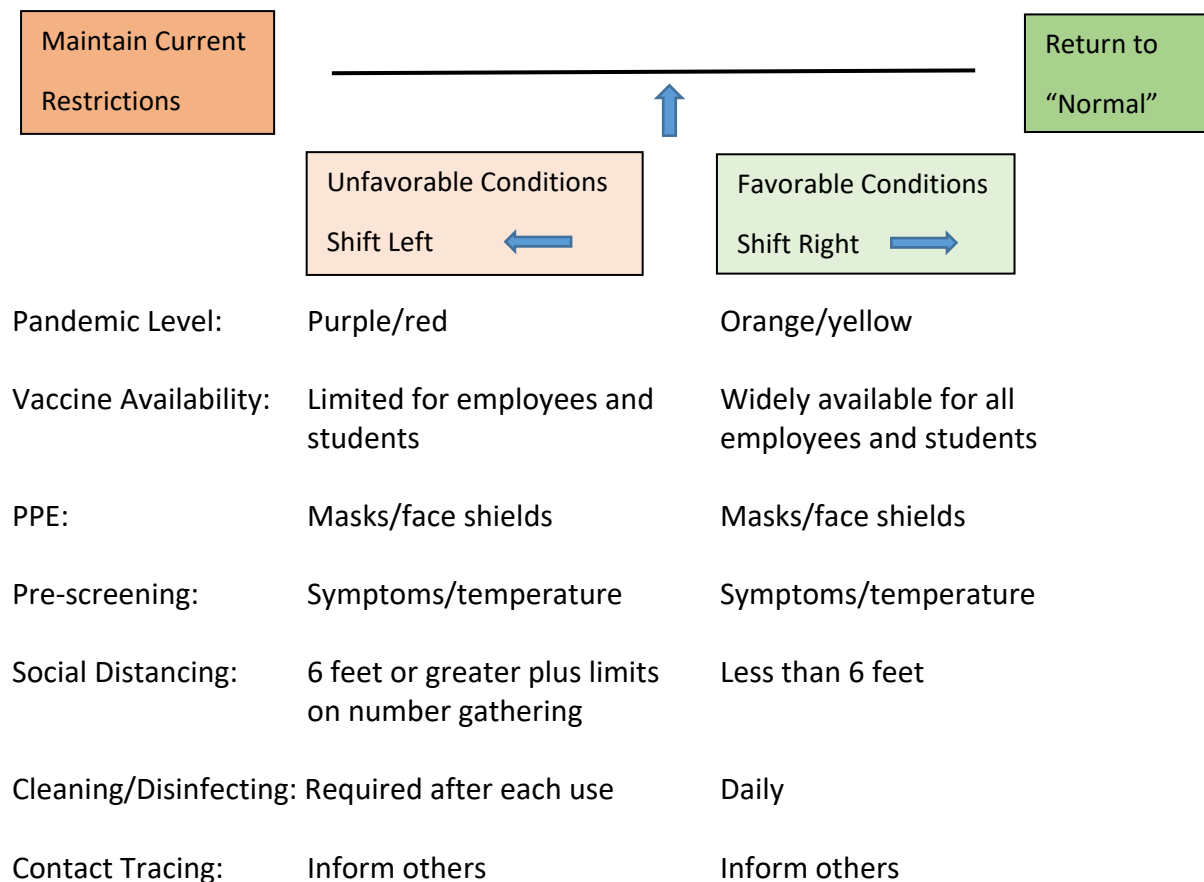 Maintain Current
Restrictions
Return to
“Normal”
Unfavorable Conditions
Shift Left
Favorable Conditions
Shift Right
Pandemic Level: Purple/red Orange/yellow
Vaccine Availability: Limited for employees and Widely available for all
students employees and students
PPE: Masks/face shields Masks/face shields
Pre-screening: Symptoms/temperature Symptoms/temperature
Social Distancing: 6 feet or greater plus limits Less than 6 feet
on number gathering
Cleaning/Disinfecting: Required after each use Daily
Contact Tracing: Inform others Inform others